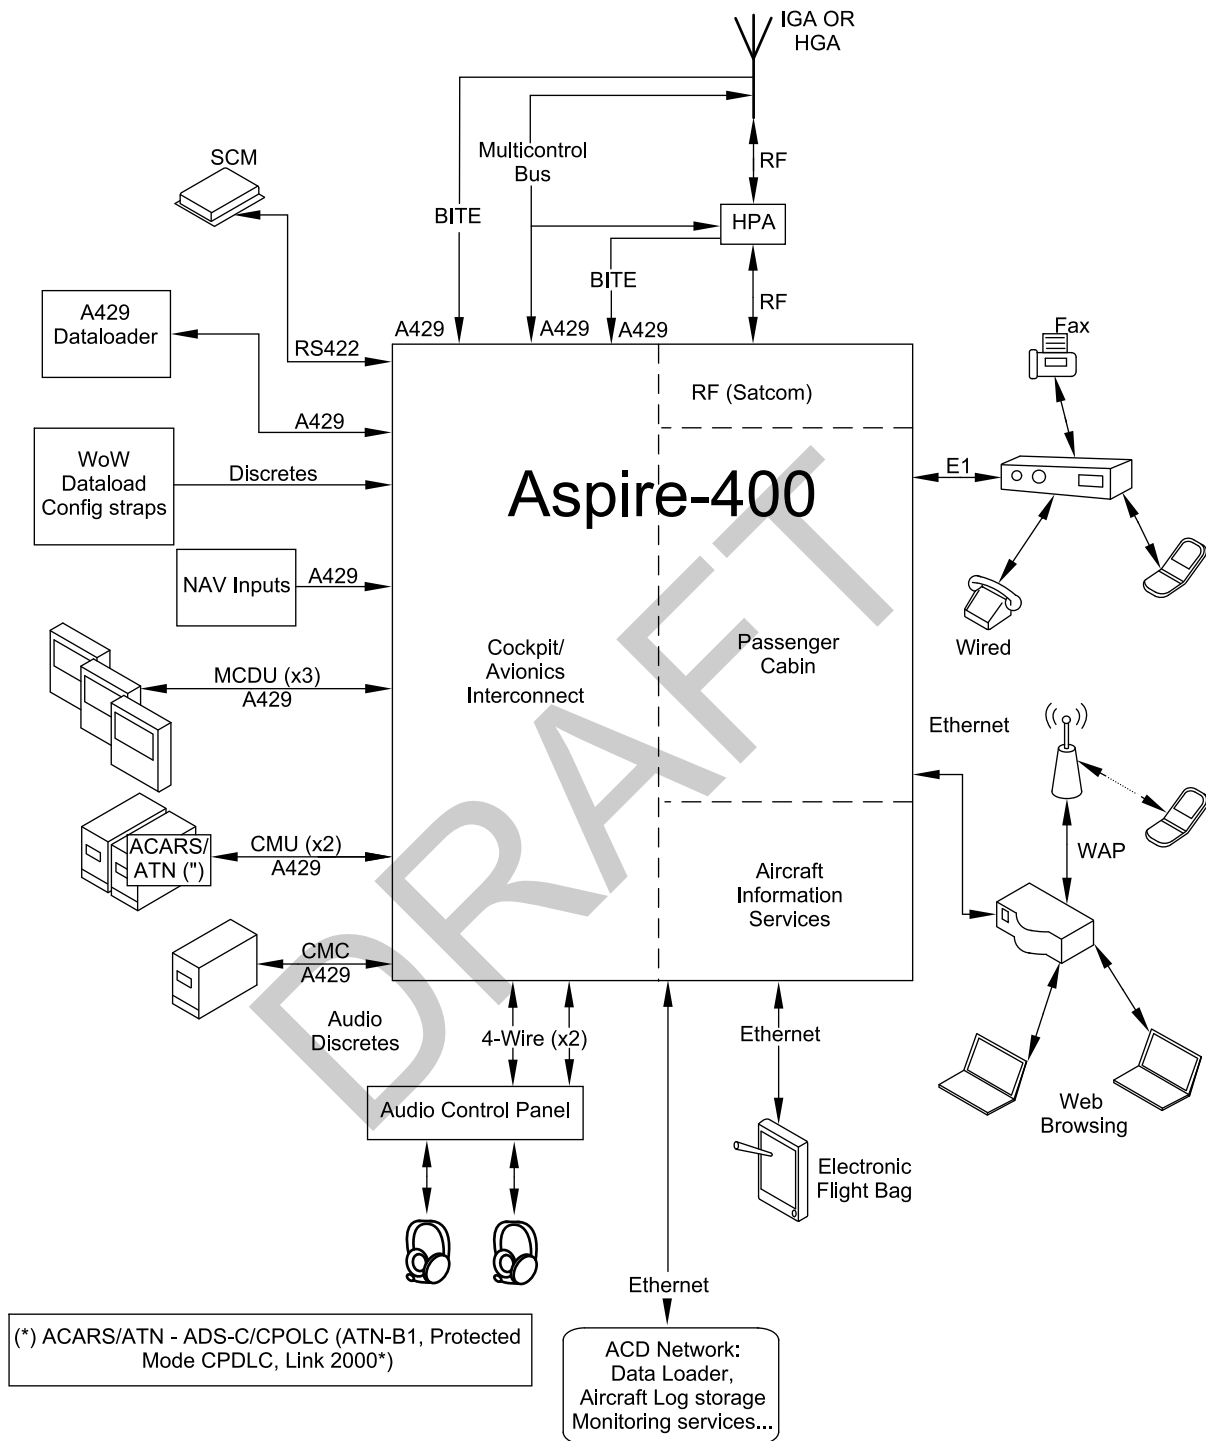 IGA OR
HGA
SCM
Multicontrol
Bus
RF
BITE
HPA
BITE
RF
A429
Dataloader
A429
A429
A429
RS422
Fax
RF (Satcom)
A429
WoW
Dataload
Config straps
Discretes
Aspire-400
E1
NAV Inputs
A429
Cockpit/
Avionics
Interconnect
Passenger
Cabin
Wired
MCDU (x3)
A429
Ethernet
ACARS/
ATN (")
CMU (x2)
A429
WAP
Aircraft
Information
Services
CMC
A429
Audio
Discretes
4-Wire (x2)
Ethernet
Audio Control Panel
Web
Browsing
Electronic
Flight Bag
Ethernet
(*) ACARS/ATN - ADS-C/CPOLC (ATN-B1, Protected
Mode CPDLC, Link 2000*)
ACD Network:
Data Loader,
Aircraft Log storage
Monitoring services...
DRAFT